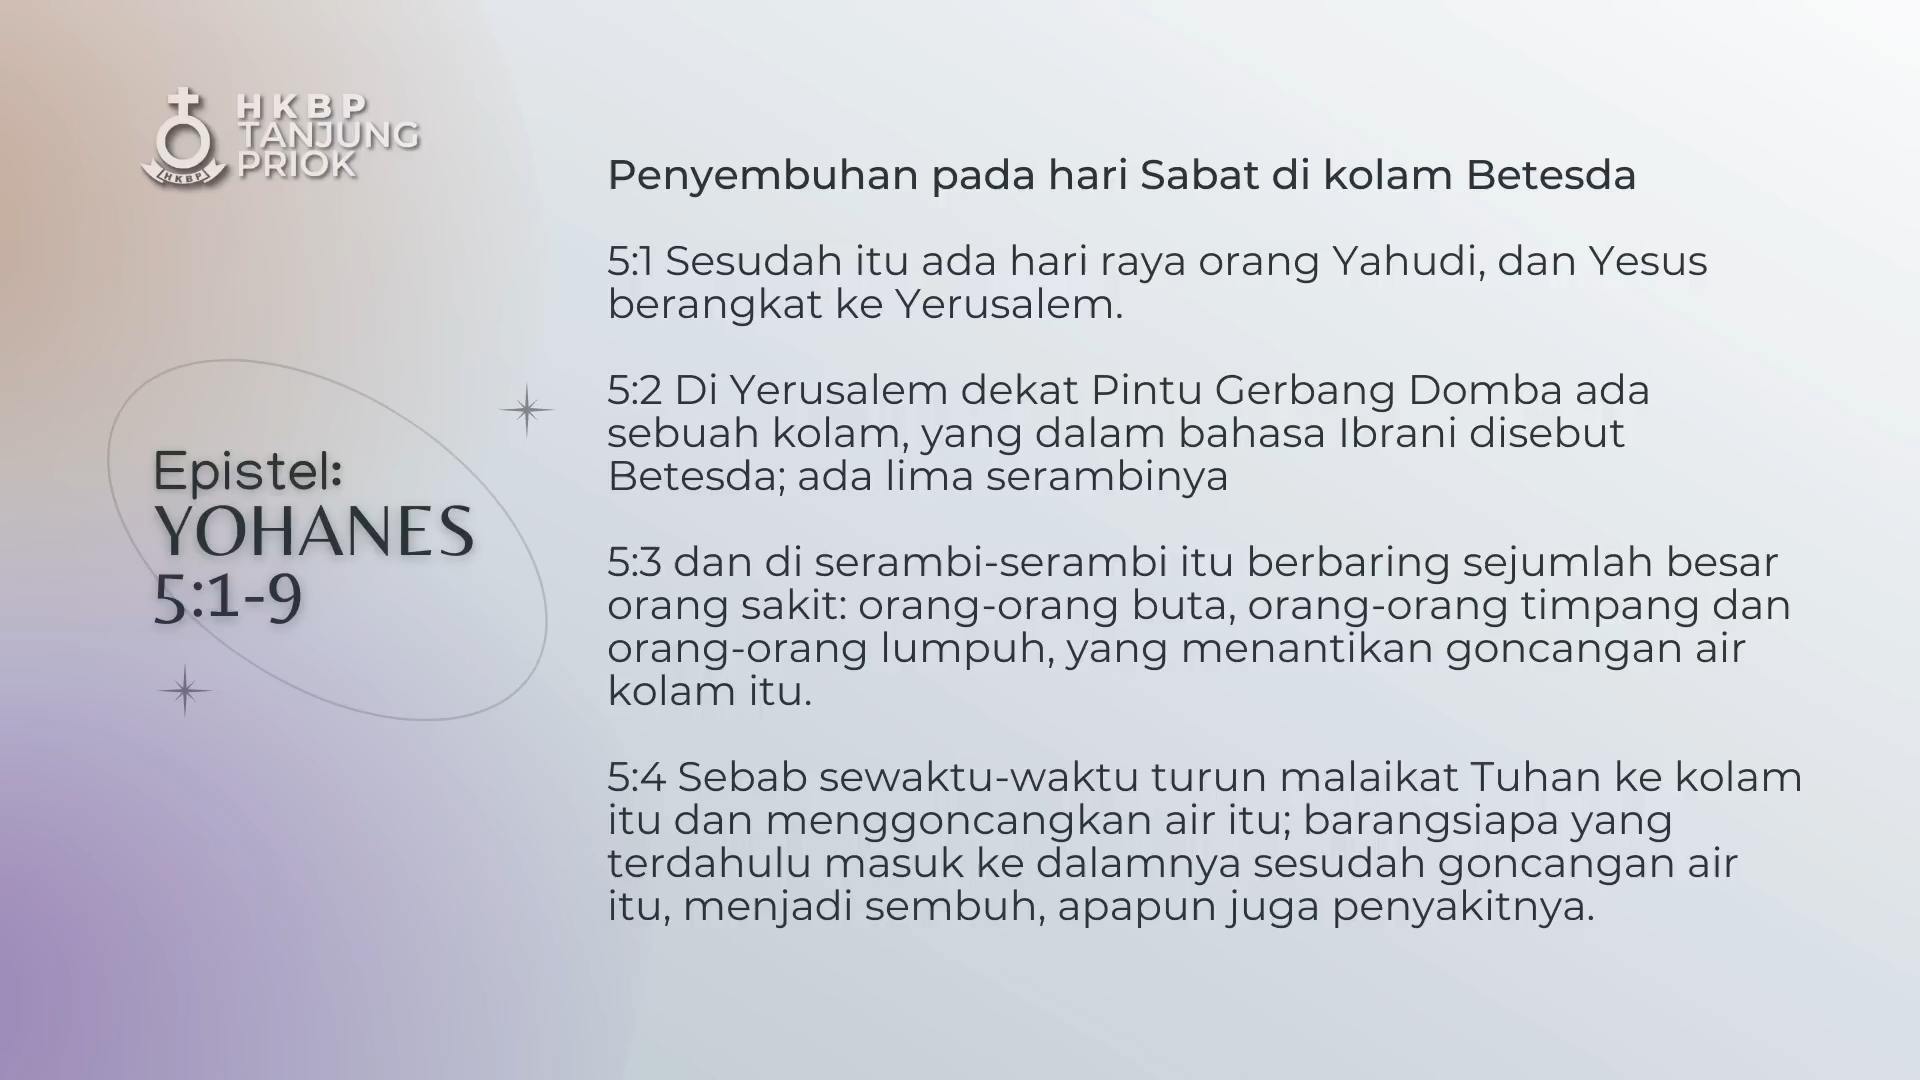 HKBP
TANJUNG
PRIOK
HKBP
Epistel:
YOHANES
5:1-9
Penyembuhan pada hari Sabat di kolam Betesda
5:1 Sesudah itu ada hari raya orang Yahudi, dan Yesus
berangkat ke Yerusalem.
5:2 Di Yerusalem dekat Pintu Gerbang Domba ada
sebuah kolam, yang dalam bahasa Ibrani disebut
Betesda; ada lima serambinya
5:3 dan di serambi-serambi itu berbaring sejumlah besar
orang sakit: orang-orang buta, orang-orang timpang dan
orang-orang lumpuh, yang menantikan goncangan air
kolam itu.
5:4 Sebab sewaktu-waktu turun malaikat Tuhan ke kolam
itu dan menggoncangkan air itu; barangsiapa yang
terdahulu masuk ke dalamnya sesudah goncangan air
itu, menjadi sembuh, apapun juga penyakitnya.